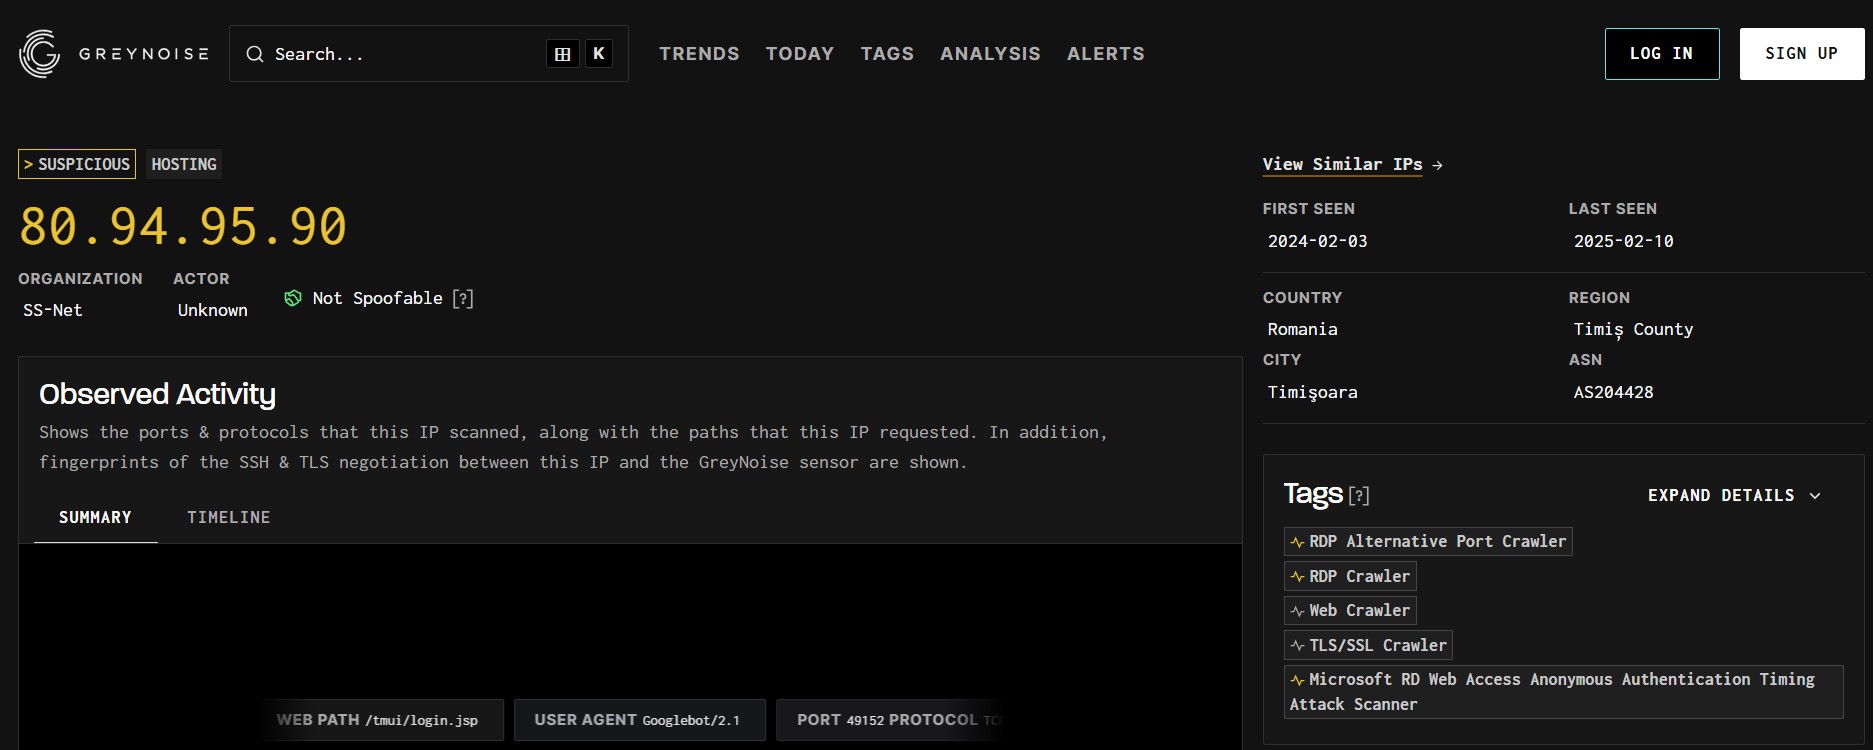 GREYNOISE
Search...
K
TRENDS TODAY TAGS ANALYSIS ALERTS
LOG IN
SIGN UP
> SUSPICIOUS HOSTING
80.94.95.90
ORGANIZATION ACTOR
SS-Net Unknown
Not Spoofable [?]
Observed Activity
Shows the ports & protocols that this IP scanned, along with the paths that this IP requested. In addition,
fingerprints of the SSH & TLS negotiation between this IP and the GreyNoise sensor are shown.
SUMMARY TIMELINE
WEB PATH /tmui/login.jsp
USER AGENT Googlebot/2.1
PORT 49152 PROTOCOL
View Similar IPs →
FIRST SEEN LAST SEEN
2024-02-03 2025-02-10
COUNTRY REGION
Romania Timiș County
CITY ASN
Timişoara AS204428
Tags [?]
EXPAND DETAILS
RDP Alternative Port Crawler
RDP Crawler
Web Crawler
TLS/SSL Crawler
Microsoft RD Web Access Anonymous Authentication Timing
Attack Scanner